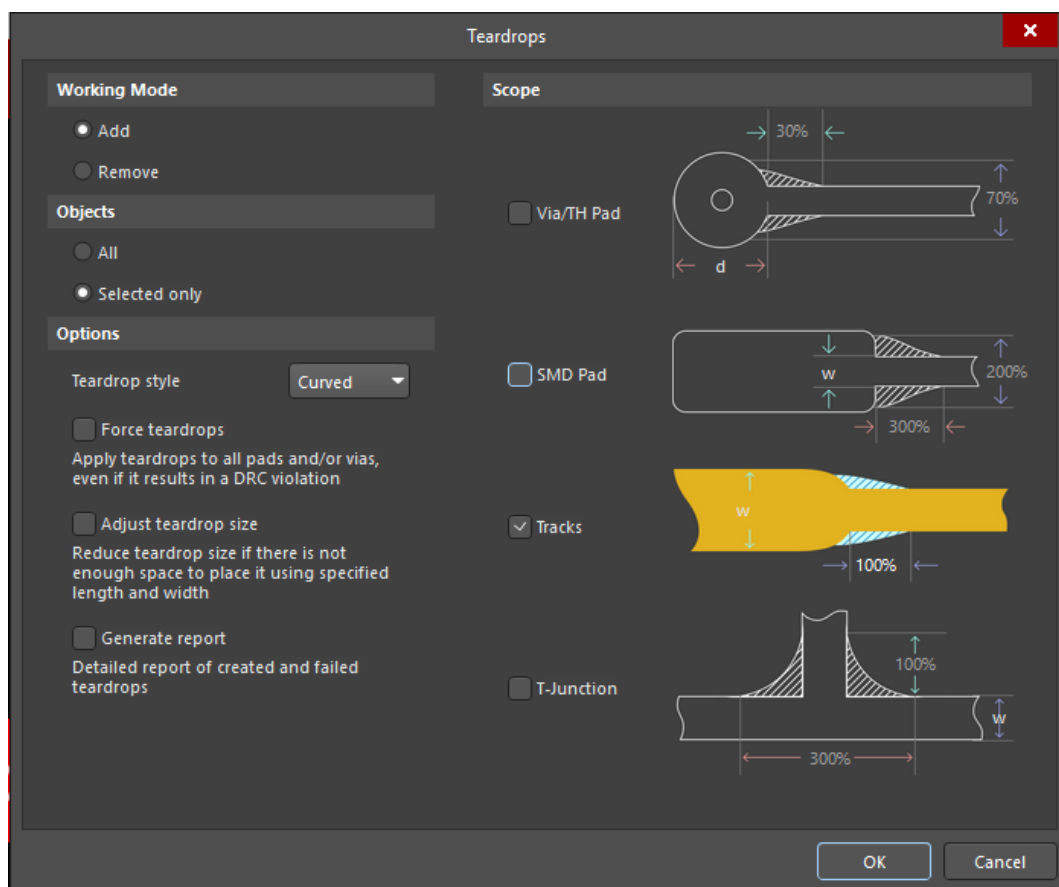 Teardrops
Working Mode
Add
Remove
Objects
All
Selected only
Options
Teardrop style
Curved
Force teardrops
Apply teardrops to all pads and/or vias,
even if it results in a DRC violation
Adjust teardrop size
Reduce teardrop size if there is not
enough space to place it using specified
length and width
Generate report
Detailed report of created and failed
teardrops
Scope
30%
Via/TH Pad
70%
d
SMD Pad
w
200%
300%
Tracks
w
100%
T-Junction
100%
w
300%
OK
Cancel